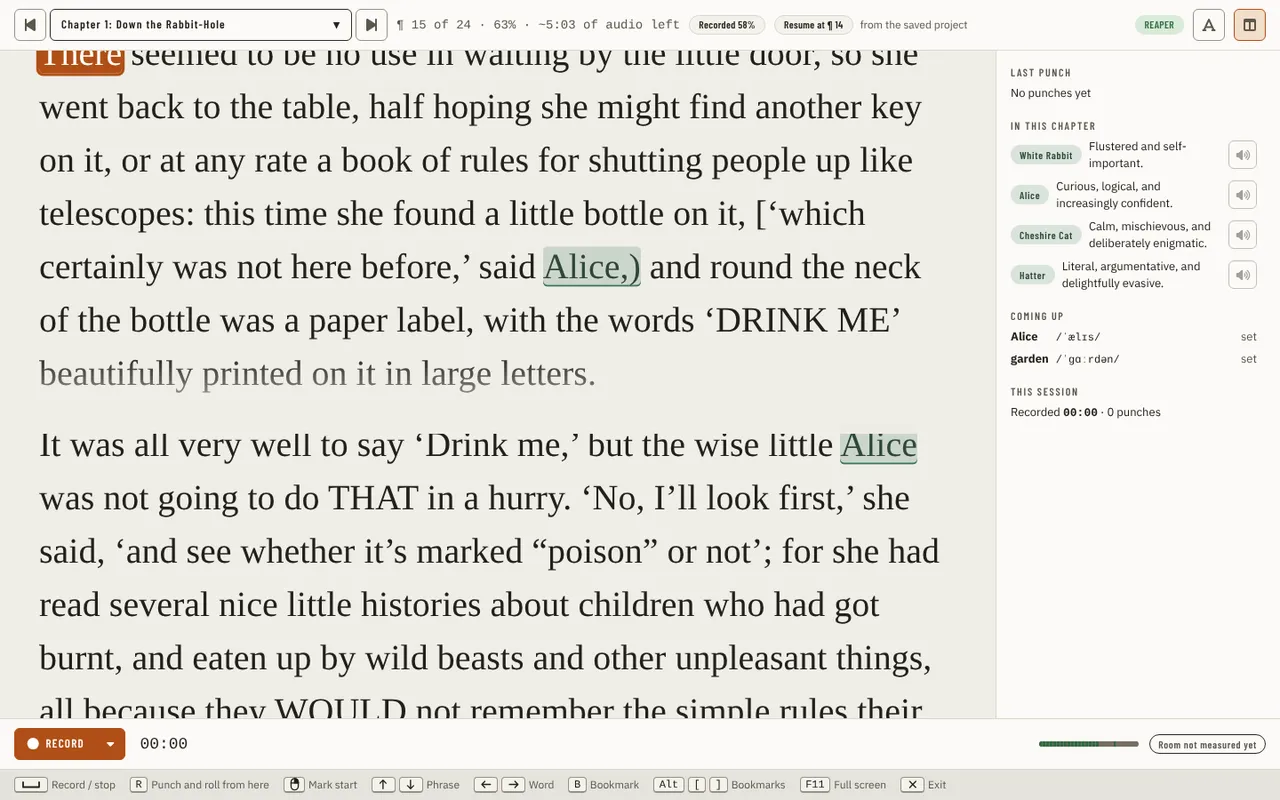 Chapter 1: Down the Rabbit-Hole ¶ 15 of 24 · 63% · ~5:03 of audio left Recorded 58% Resume at ¶ 14 from the saved project REAPER A
There seemed to be no use in waiting by the little door, so she
went back to the table, half hoping she might find another key
on it, or at any rate a book of rules for shutting people up like
telescopes: this time she found a little bottle on it, [‘which
certainly was not here before,’ said Alice,) and round the neck
of the bottle was a paper label, with the words ‘DRINK ME’
beautifully printed on it in large letters.
It was all very well to say ‘Drink me,’ but the wise little Alice
was not going to do THAT in a hurry. ‘No, I’ll look first,’ she
said, ‘and see whether it’s marked “poison” or not’; for she had
read several nice little histories about children who had got
burnt, and eaten up by wild beasts and other unpleasant things,
all because they WOULD not remember the simple rules their
LAST PUNCH
No punches yet
IN THIS CHAPTER
White Rabbit Flustered and self-
important.
Alice Curious, logical, and
increasingly confident.
Cheshire Cat Calm, mischievous, and
deliberately enigmatic.
Hatter Literal, argumentative, and
delightfully evasive.
COMING UP
Alice /ˈælɪs/ set
garden /ˈɡɑːrdən/ set
THIS SESSION
Recorded 00:00 · 0 punches
RECORD 00:00 Room not measured yet
Record / stop R Punch and roll from here Mark start ↑ ↓ Phrase ← → Word B Bookmark Alt [ ] Bookmarks F11 Full screen ✕ Exit